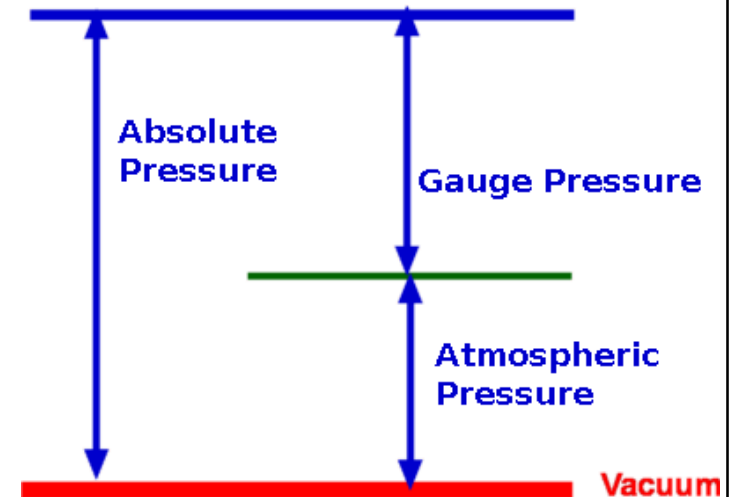 Absolute
Pressure
Gauge Pressure
Atmospheric
Pressure
Vacuum